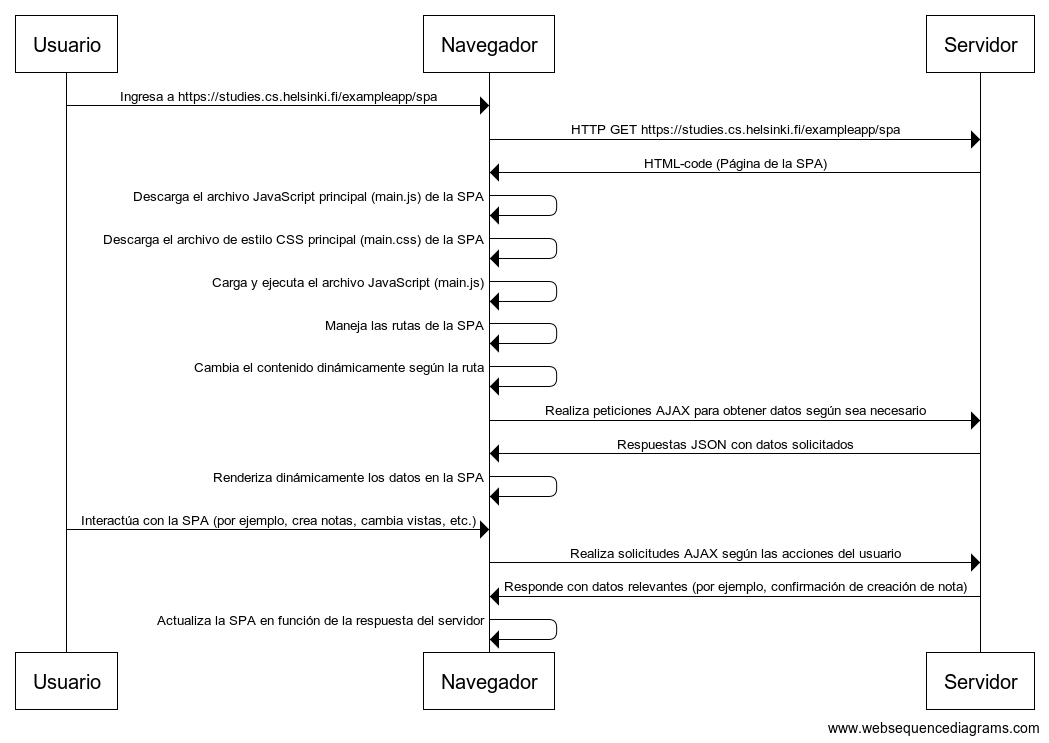 Usuario
Navegador
Servidor
Ingresa a https://studies.cs.helsinki.fi/exampleapp/spa
HTTP GET https://studies.cs.helsinki.fi/exampleapp/spa
HTML-code (Página de la SPA)
Descarga el archivo JavaScript principal (main.js) de la SPA
Descarga el archivo de estilo CSS principal (main.css) de la SPA
Carga y ejecuta el archivo JavaScript (main.js)
Maneja las rutas de la SPA
Cambia el contenido dinámicamente según la ruta
Realiza peticiones AJAX para obtener datos según sea necesario
Respuestas JSON con datos solicitados
Renderiza dinámicamente los datos en la SPA
Interactúa con la SPA (por ejemplo, crea notas, cambia vistas, etc.)
Realiza solicitudes AJAX según las acciones del usuario
Responde con datos relevantes (por ejemplo, confirmación de creación de nota)
Actualiza la SPA en función de la respuesta del servidor
Usuario
Navegador
Servidor
www.websequencediagrams.com